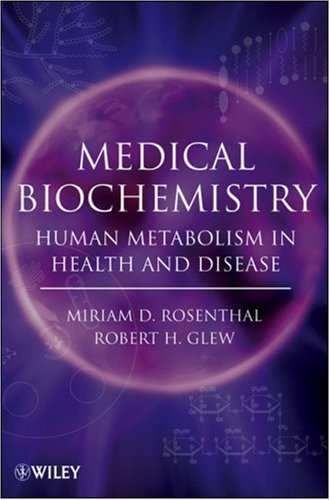 MEDICAL
BIOCHEMISTRY
HUMAN METABOLISM IN
HEALTH AND DISEASE
MIRIAM D. ROSENTHAL
ROBERT H. GLEW
WILEY